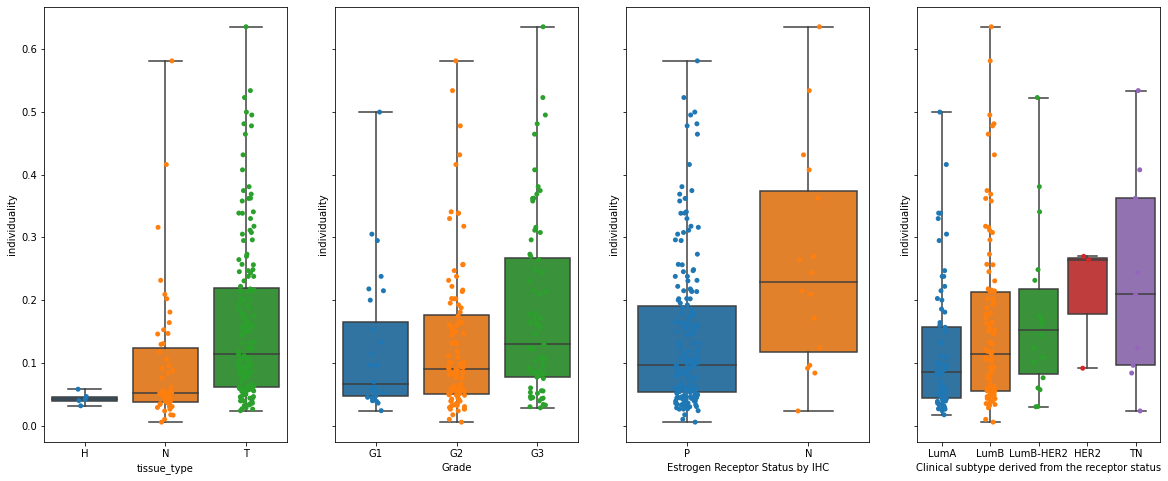 0.6
0.5
0.4
0.3
0.2
0.1
0.0
individuality
H N T
tissue_type
individuality
G1 G2 G3
Grade
individuality
P N
Estrogen Receptor Status by IHC
individuality
LumA LumB LumB-HER2 HER2 TN
Clinical subtype derived from the receptor status